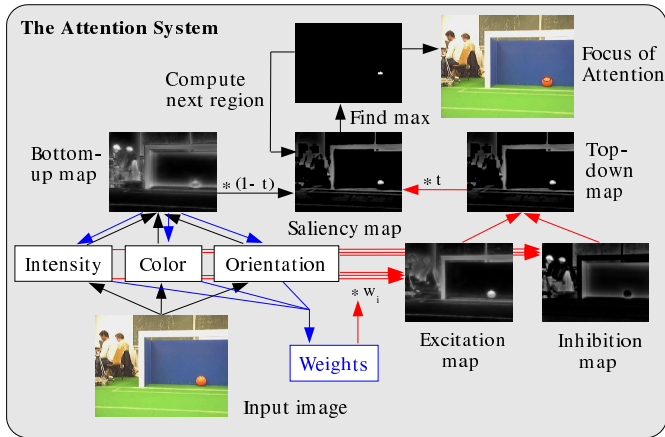 The Attention System
Focus of
Attention
Compute
next region
Find max
Bottom-
up map
Top-
down
map
* (1- t)
* t
Saliency map
Intensity
Color
Orientation
* w i
Excitation
map
Inhibition
map
Weights
Input image